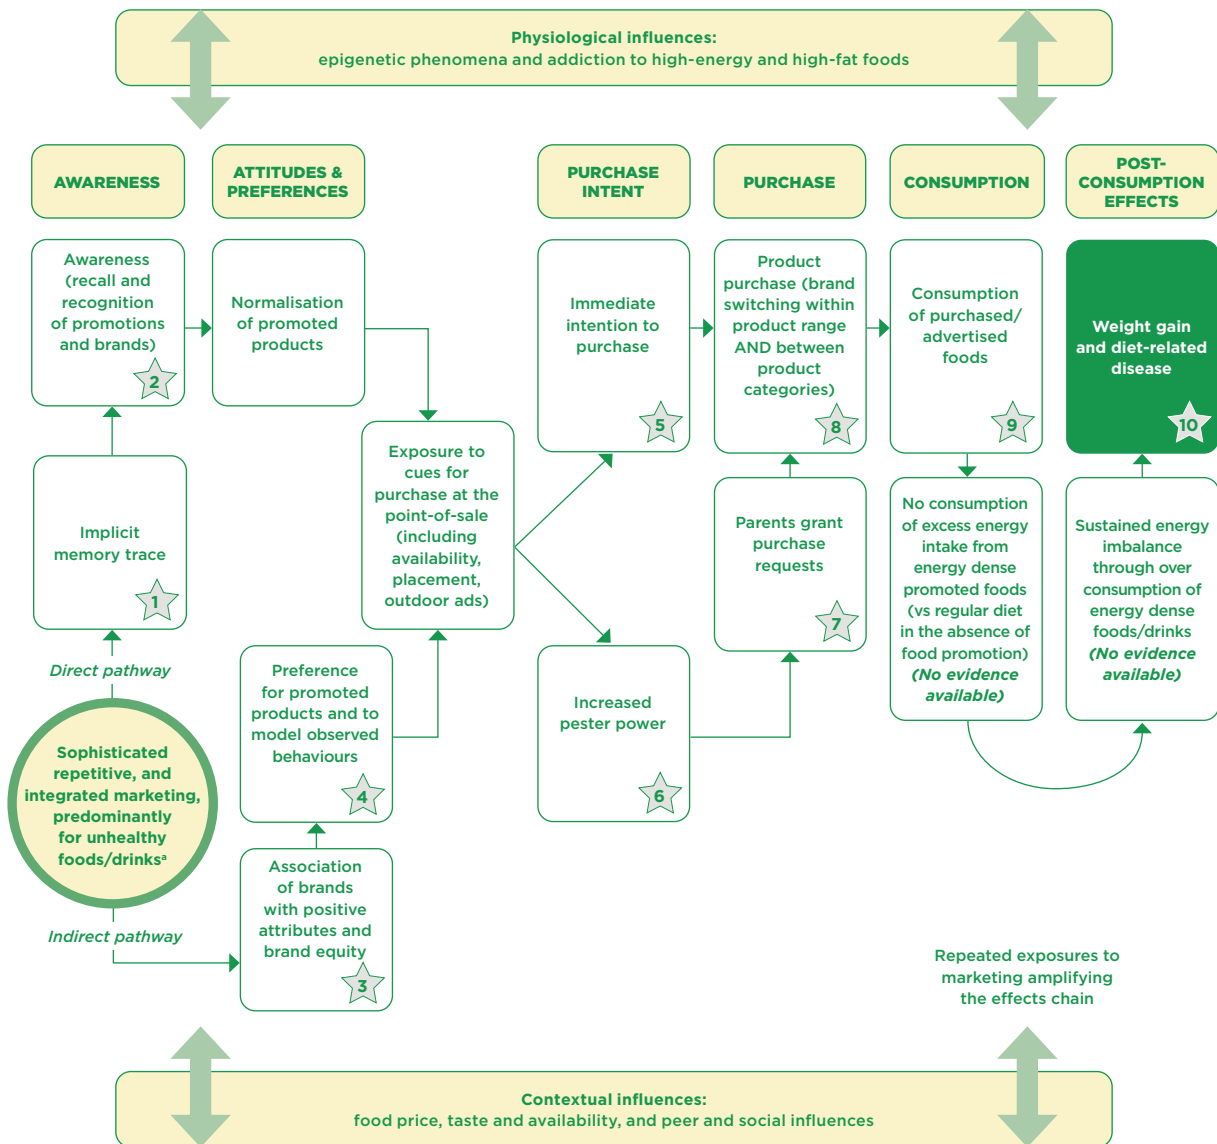 Physiological influences:
epigenetic phenomena and addiction to high-energy and high-fat foods
AWARENESS
ATTITUDES &
PREFERENCES
PURCHASE
INTENT
PURCHASE
CONSUMPTION
POST-
CONSUMPTION
EFFECTS
Awareness
(recall and
recognition
of promotions
and brands)
2
Normalisation
of promoted
products
Immediate
intention to
purchase
5
Product
purchase (brand
switching within
product range
AND between
product
categories)
8
Consumption
of purchased/
advertised
foods
9
Weight gain
and diet-related
disease
10
Implicit
memory trace
1
Exposure to
cues for
purchase at the
point-of-sale
(including
availability,
placement,
outdoor ads)
Parents grant
purchase
requests
7
No consumption
of excess energy
intake from
energy dense
promoted foods
(vs regular diet
in the absence of
food promotion)
(No evidence
available)
Sustained energy
imbalance
through over
consumption of
energy dense
foods/drinks
(No evidence
available)
Direct pathway
Preference
for promoted
products and to
model observed
behaviours
4
Increased
pester power
6
Sophisticated
repetitive, and
integrated marketing,
predominantly
for unhealthy
foods/drinksᵃ
Indirect pathway
Association
of brands
with positive
attributes and
brand equity
3
Repeated exposures to
marketing amplifying
the effects chain
Contextual influences:
food price, taste and availability, and peer and social influences